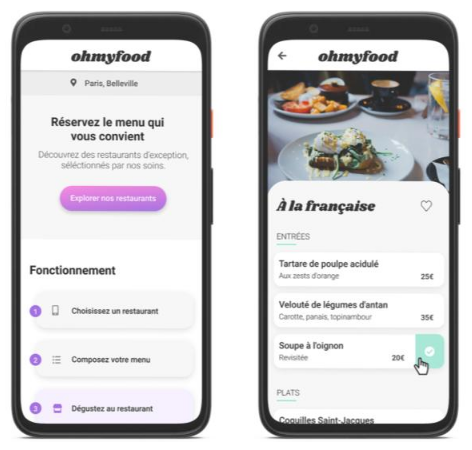 ohmyfood
Paris, Belleville
Réservez le menu qui
vous convient
Découvrez des restaurants d'exception,
séléctionnés par nos soins.
Explorer nos restaurants
Fonctionnement
1 Choisissez un restaurant
2 Composez votre menu
3 Dégustez au restaurant
ohmyfood
À la française
ENTRÉES
Tartare de poulpe acidulé
Aux zests d'orange 25€
Velouté de légumes d'antan
Carotte, panais, topinambour 35€
Soupe à l'oignon
Revisitée 20€
PLATS
Coquilles Saint-Jacques